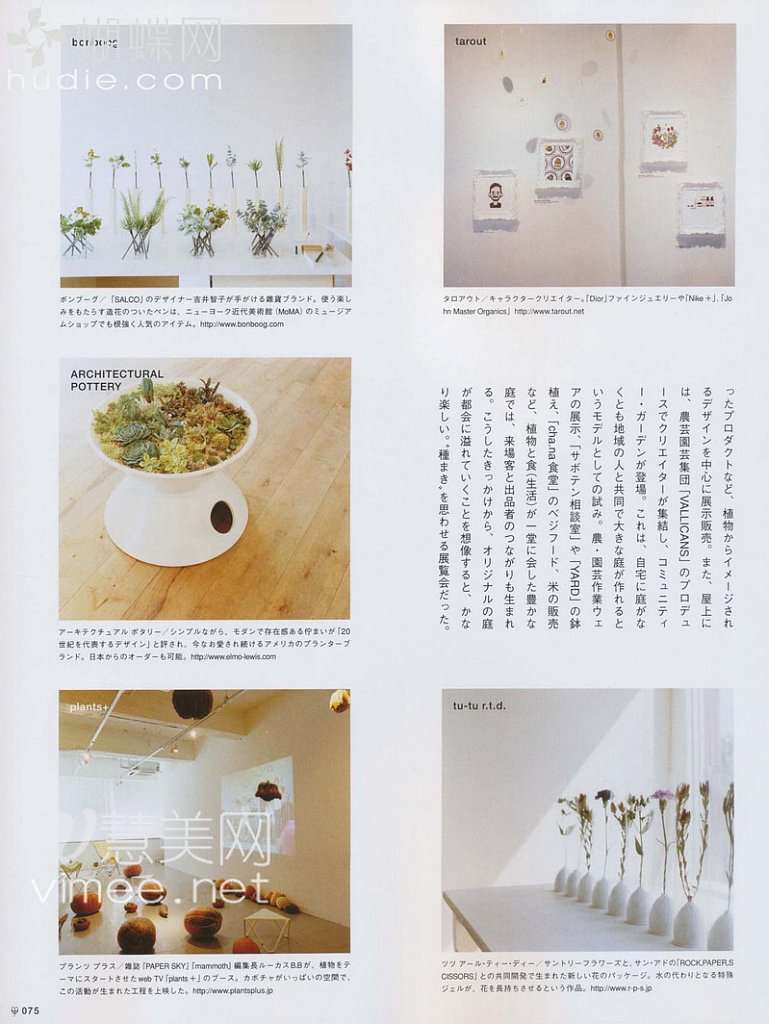 蝴蝶网
hudie.com
bonboog
ボンブーグ／「SALCO」のデザイナー吉井智子が手がける雑貨ブランド。使う楽し
みをもたらす造花のついたペンは、ニューヨーク近代美術館（MoMA）のミュージア
ムショップでも根強く人気のアイテム。http://www.bonboog.com
tarout
タロアウト／キャラクタークリエイター。「Dior」ファインジュエリーや「Nike＋」、「Jo
hn Master Organics」 http://www.tarout.net
ARCHITECTURAL
POTTERY
アーキテクチュアル ポタリー／シンプルながら、モダンで存在感ある佇まいが「20
世紀を代表するデザイン」と評され、今なお愛され続けるアメリカのプランターブ
ランド。日本からのオーダーも可能。http://www.elmo-lewis.com
ったプロダクトなど、植物からイメージされ
るデザインを中心に展示販売。また、屋上に
は、農芸園芸集団「VALLICANS」のプロデュ
ースでクリエイターが集結し、コミュニティ
ー・ガーデンが登場。これは、自宅に庭がな
くとも地域の人と共同で大きな庭が作れると
いうモデルとしての試み。農・園芸作業ウェ
アの展示、「サボテン相談室」や「YARD」の鉢
植え、「cha.na 食堂」のベジフード、米の販売
など、植物と食（生活）が一堂に会した豊かな
庭では、来場客と出品者のつながりも生まれ
る。こうしたきっかけから、オリジナルの庭
が都会に溢れていくことを想像すると、かな
り楽しい。〝種まき〟を思わせる展覧会だった。
plants+
慧美网
vimee.net
プランツ プラス／雑誌「PAPER SKY」「mammoth」編集長ルーカスB.B.が、植物をテ
ーマにスタートさせたweb TV「plants＋」のブース。カボチャがいっぱいの空間で、
この活動が生まれた工程を上映した。http://www.plantsplus.jp
tu-tu r.t.d.
ツツ アール・ティー・ディー／サントリーフラワーズと、サン・アドの「ROCK,PAPER,S
CISSORS」との共同開発で生まれた新しい花のパッケージ。水の代わりとなる特殊
ジェルが、花を長持ちさせるという作品。http://www.r-p-s.jp
075